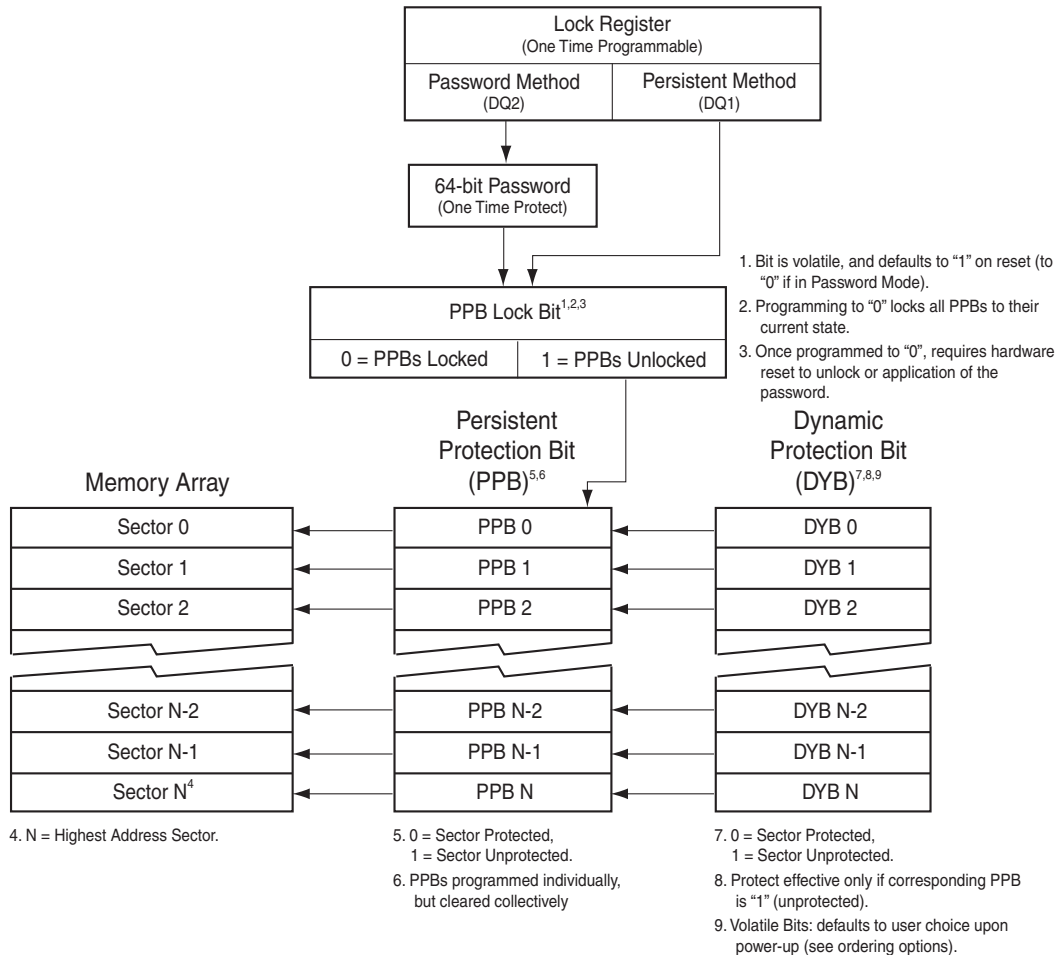 Lock Register
(One Time Programmable)
Password Method
(DQ2)
Persistent Method
(DQ1)
64-bit Password
(One Time Protect)
PPB Lock Bit1,2,3
0 = PPBs Locked
1 = PPBs Unlocked
1. Bit is volatile, and defaults to “1” on reset (to
“0” if in Password Mode).
2. Programming to “0” locks all PPBs to their
current state.
3. Once programmed to “0”, requires hardware
reset to unlock or application of the
password.
Memory Array
Persistent
Protection Bit
(PPB)5,6
Dynamic
Protection Bit
(DYB)7,8,9
Sector 0
PPB 0
DYB 0
Sector 1
PPB 1
DYB 1
Sector 2
PPB 2
DYB 2
Sector N-2
PPB N-2
DYB N-2
Sector N-1
PPB N-1
DYB N-1
Sector N4
PPB N
DYB N
4. N = Highest Address Sector.
5. 0 = Sector Protected,
1 = Sector Unprotected.
6. PPBs programmed individually,
but cleared collectively
7. 0 = Sector Protected,
1 = Sector Unprotected.
8. Protect effective only if corresponding PPB
is “1” (unprotected).
9. Volatile Bits: defaults to user choice upon
power-up (see ordering options).